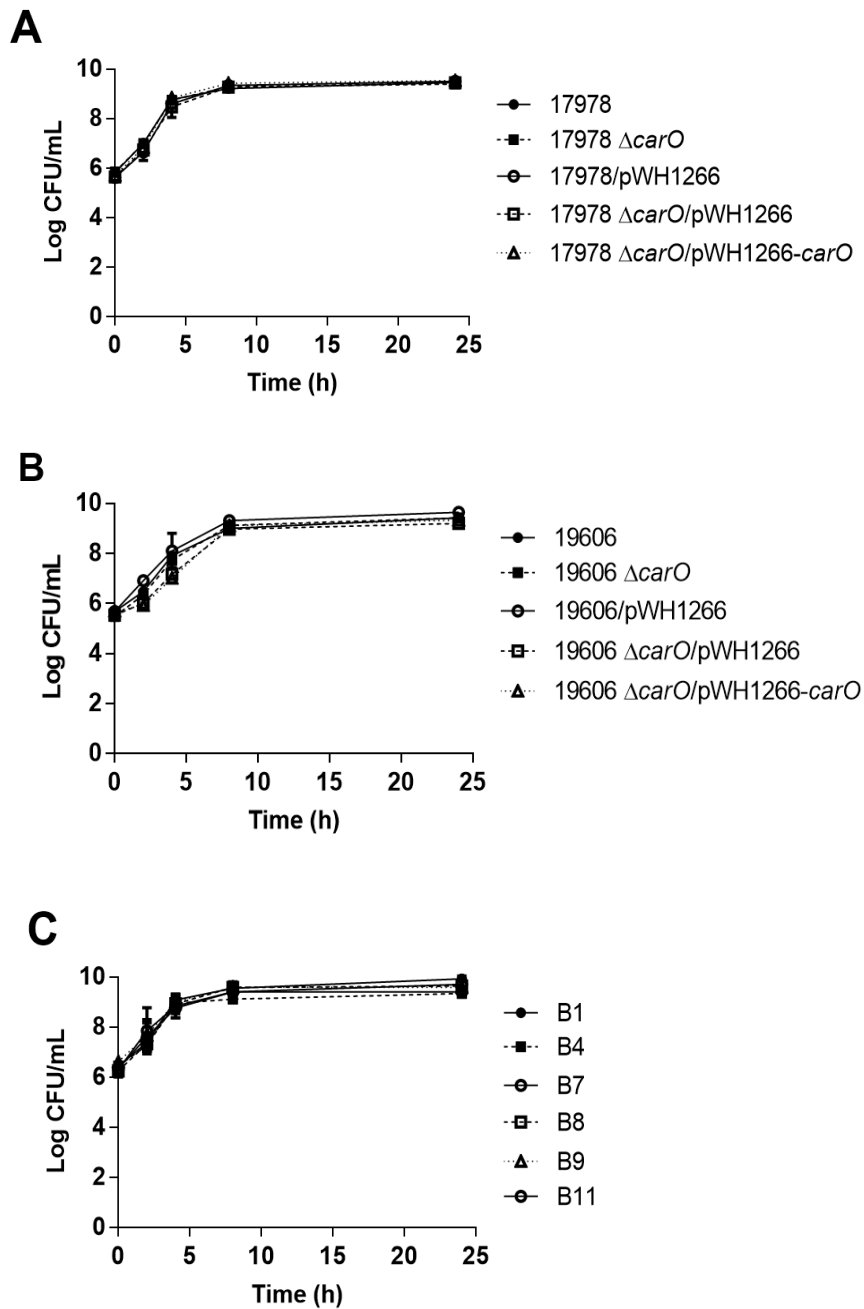 A
Log CFU/mL
10
8
6
4
2
0
0 5 10 15 20 25
Time (h)
17978
17978 ΔcarO
17978/pWH1266
17978 ΔcarO/pWH1266
17978 ΔcarO/pWH1266-carO
B
Log CFU/mL
10
8
6
4
2
0
0 5 10 15 20 25
Time (h)
19606
19606 ΔcarO
19606/pWH1266
19606 ΔcarO/pWH1266
19606 ΔcarO/pWH1266-carO
C
Log CFU/mL
10
8
6
4
2
0
0 5 10 15 20 25
Time (h)
B1
B4
B7
B8
B9
B11